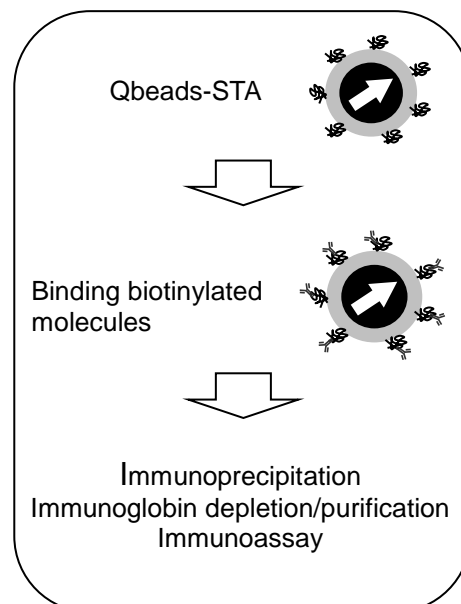 Qbeads-STA
Binding biotinylated
molecules
Immunoprecipitation
Immunoglobin depletion/purification
Immunoassay